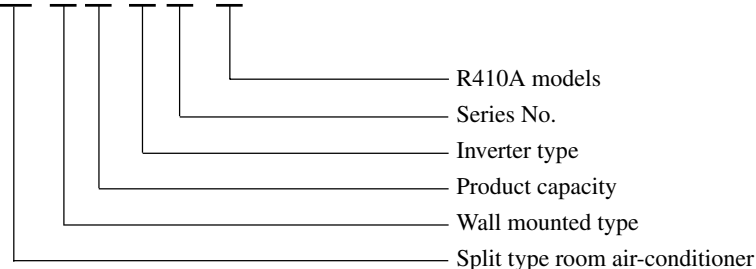 R410A models
Series No.
Inverter type
Product capacity
Wall mounted type
Split type room air-conditioner